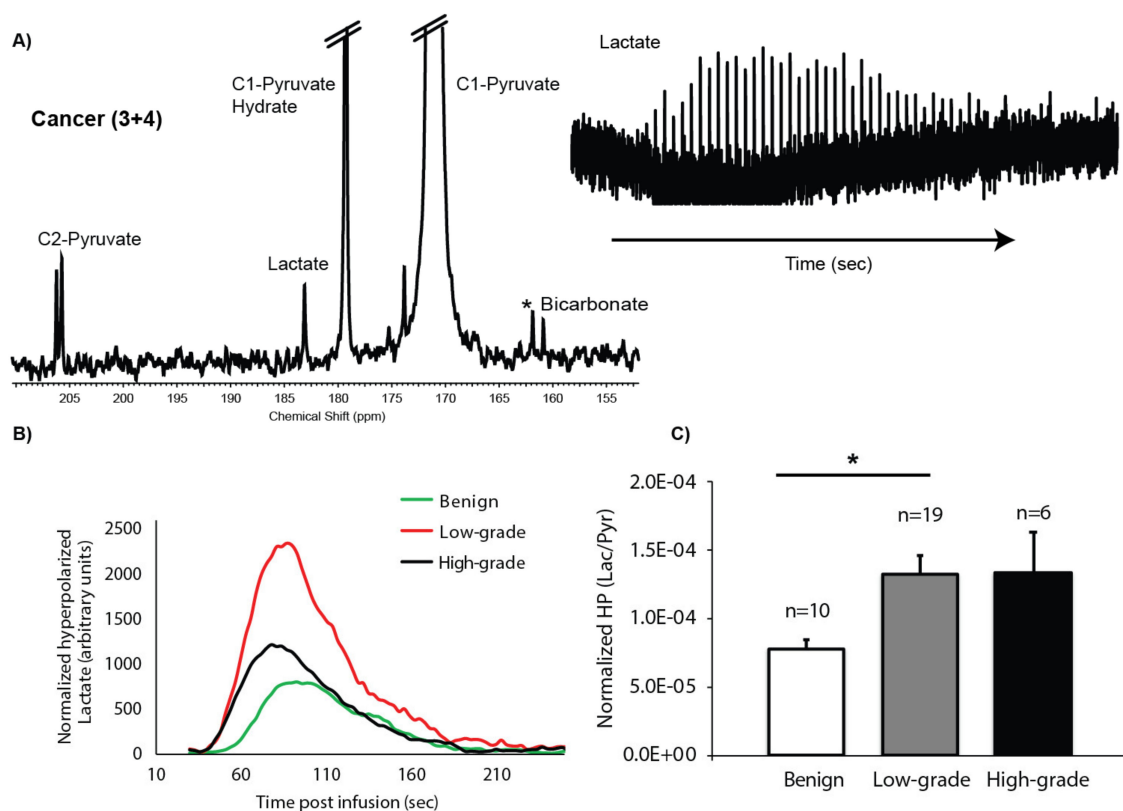 A)
Cancer (3+4)
C1-Pyruvate
Hydrate
C1-Pyruvate
C2-Pyruvate
Lactate
* Bicarbonate
205 200 195 190 185 180 175 170 165 160 155
Chemical Shift (ppm)
Lactate
Time (sec)
B)
Normalized hyperpolarized
Lactate (arbitrary units)
2500
2000
1500
1000
500
0
10 60 110 160 210
Time post infusion (sec)
Benign
Low-grade
High-grade
C)
Normalized HP (Lac/Pyr)
2.0E-04
1.5E-04
1.0E-04
5.0E-05
0.0E+00
*
n=10
n=19
n=6
Benign Low-grade High-grade